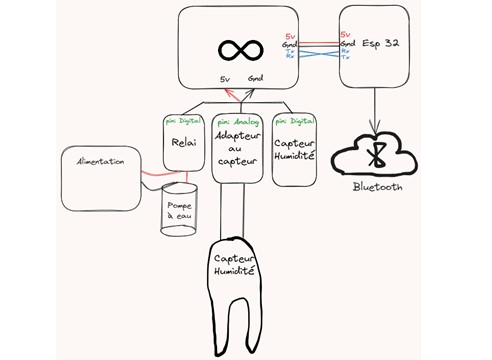 5v
Gnd
Tx
Rx
5v
Gnd
Rx
Tx
Esp 32
5v
Gnd
pin: Digital
Relai
pin: Analog
Adapteur
au
capteur
pin: Digital
Capteur
Humidité
Alimentation
Pompe
à eau
Bluetooth
Capteur
Humidité